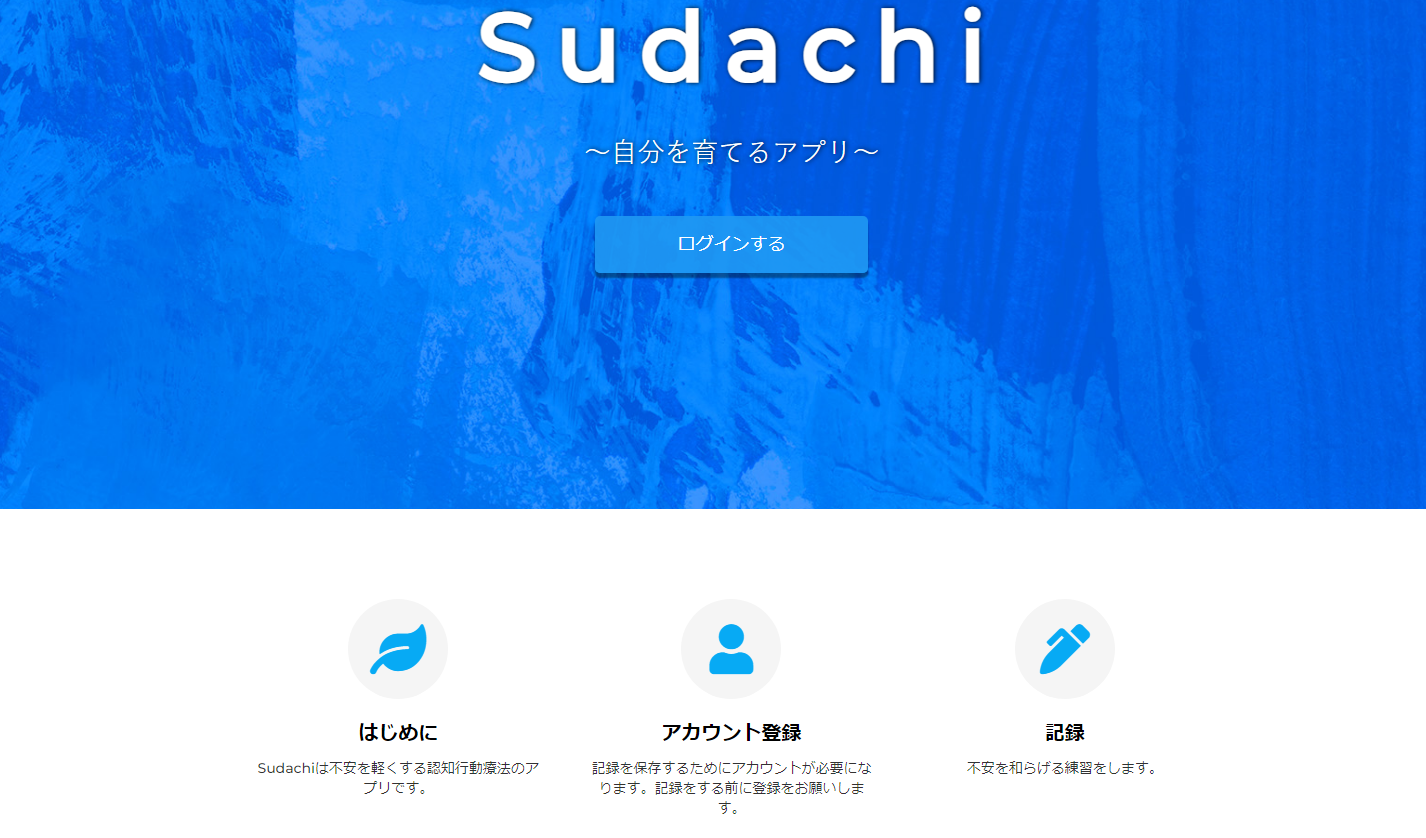 Sudachi
～自分を育てるアプリ～
ログインする
はじめに
Sudachiは不安を軽くする認知行動療法のア
プリです。
アカウント登録
記録を保存するためにアカウントが必要にな
ります。記録をする前に登録をお願いしま
す。
記録
不安を和らげる練習をします。